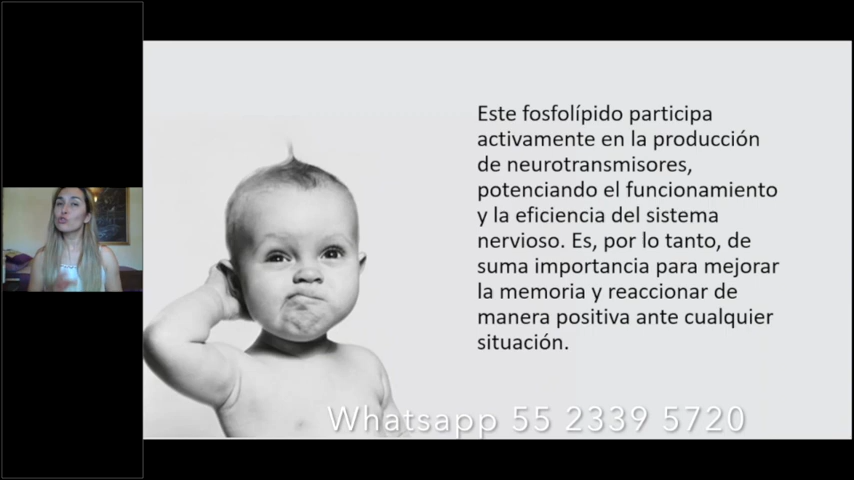 Este fosfolípido participa
activamente en la producción
de neurotransmisores,
potenciando el funcionamiento
y la eficiencia del sistema
nervioso. Es, por lo tanto, de
suma importancia para mejorar
la memoria y reaccionar de
manera positiva ante cualquier
situación.
Whatsapp 55 2339 5720